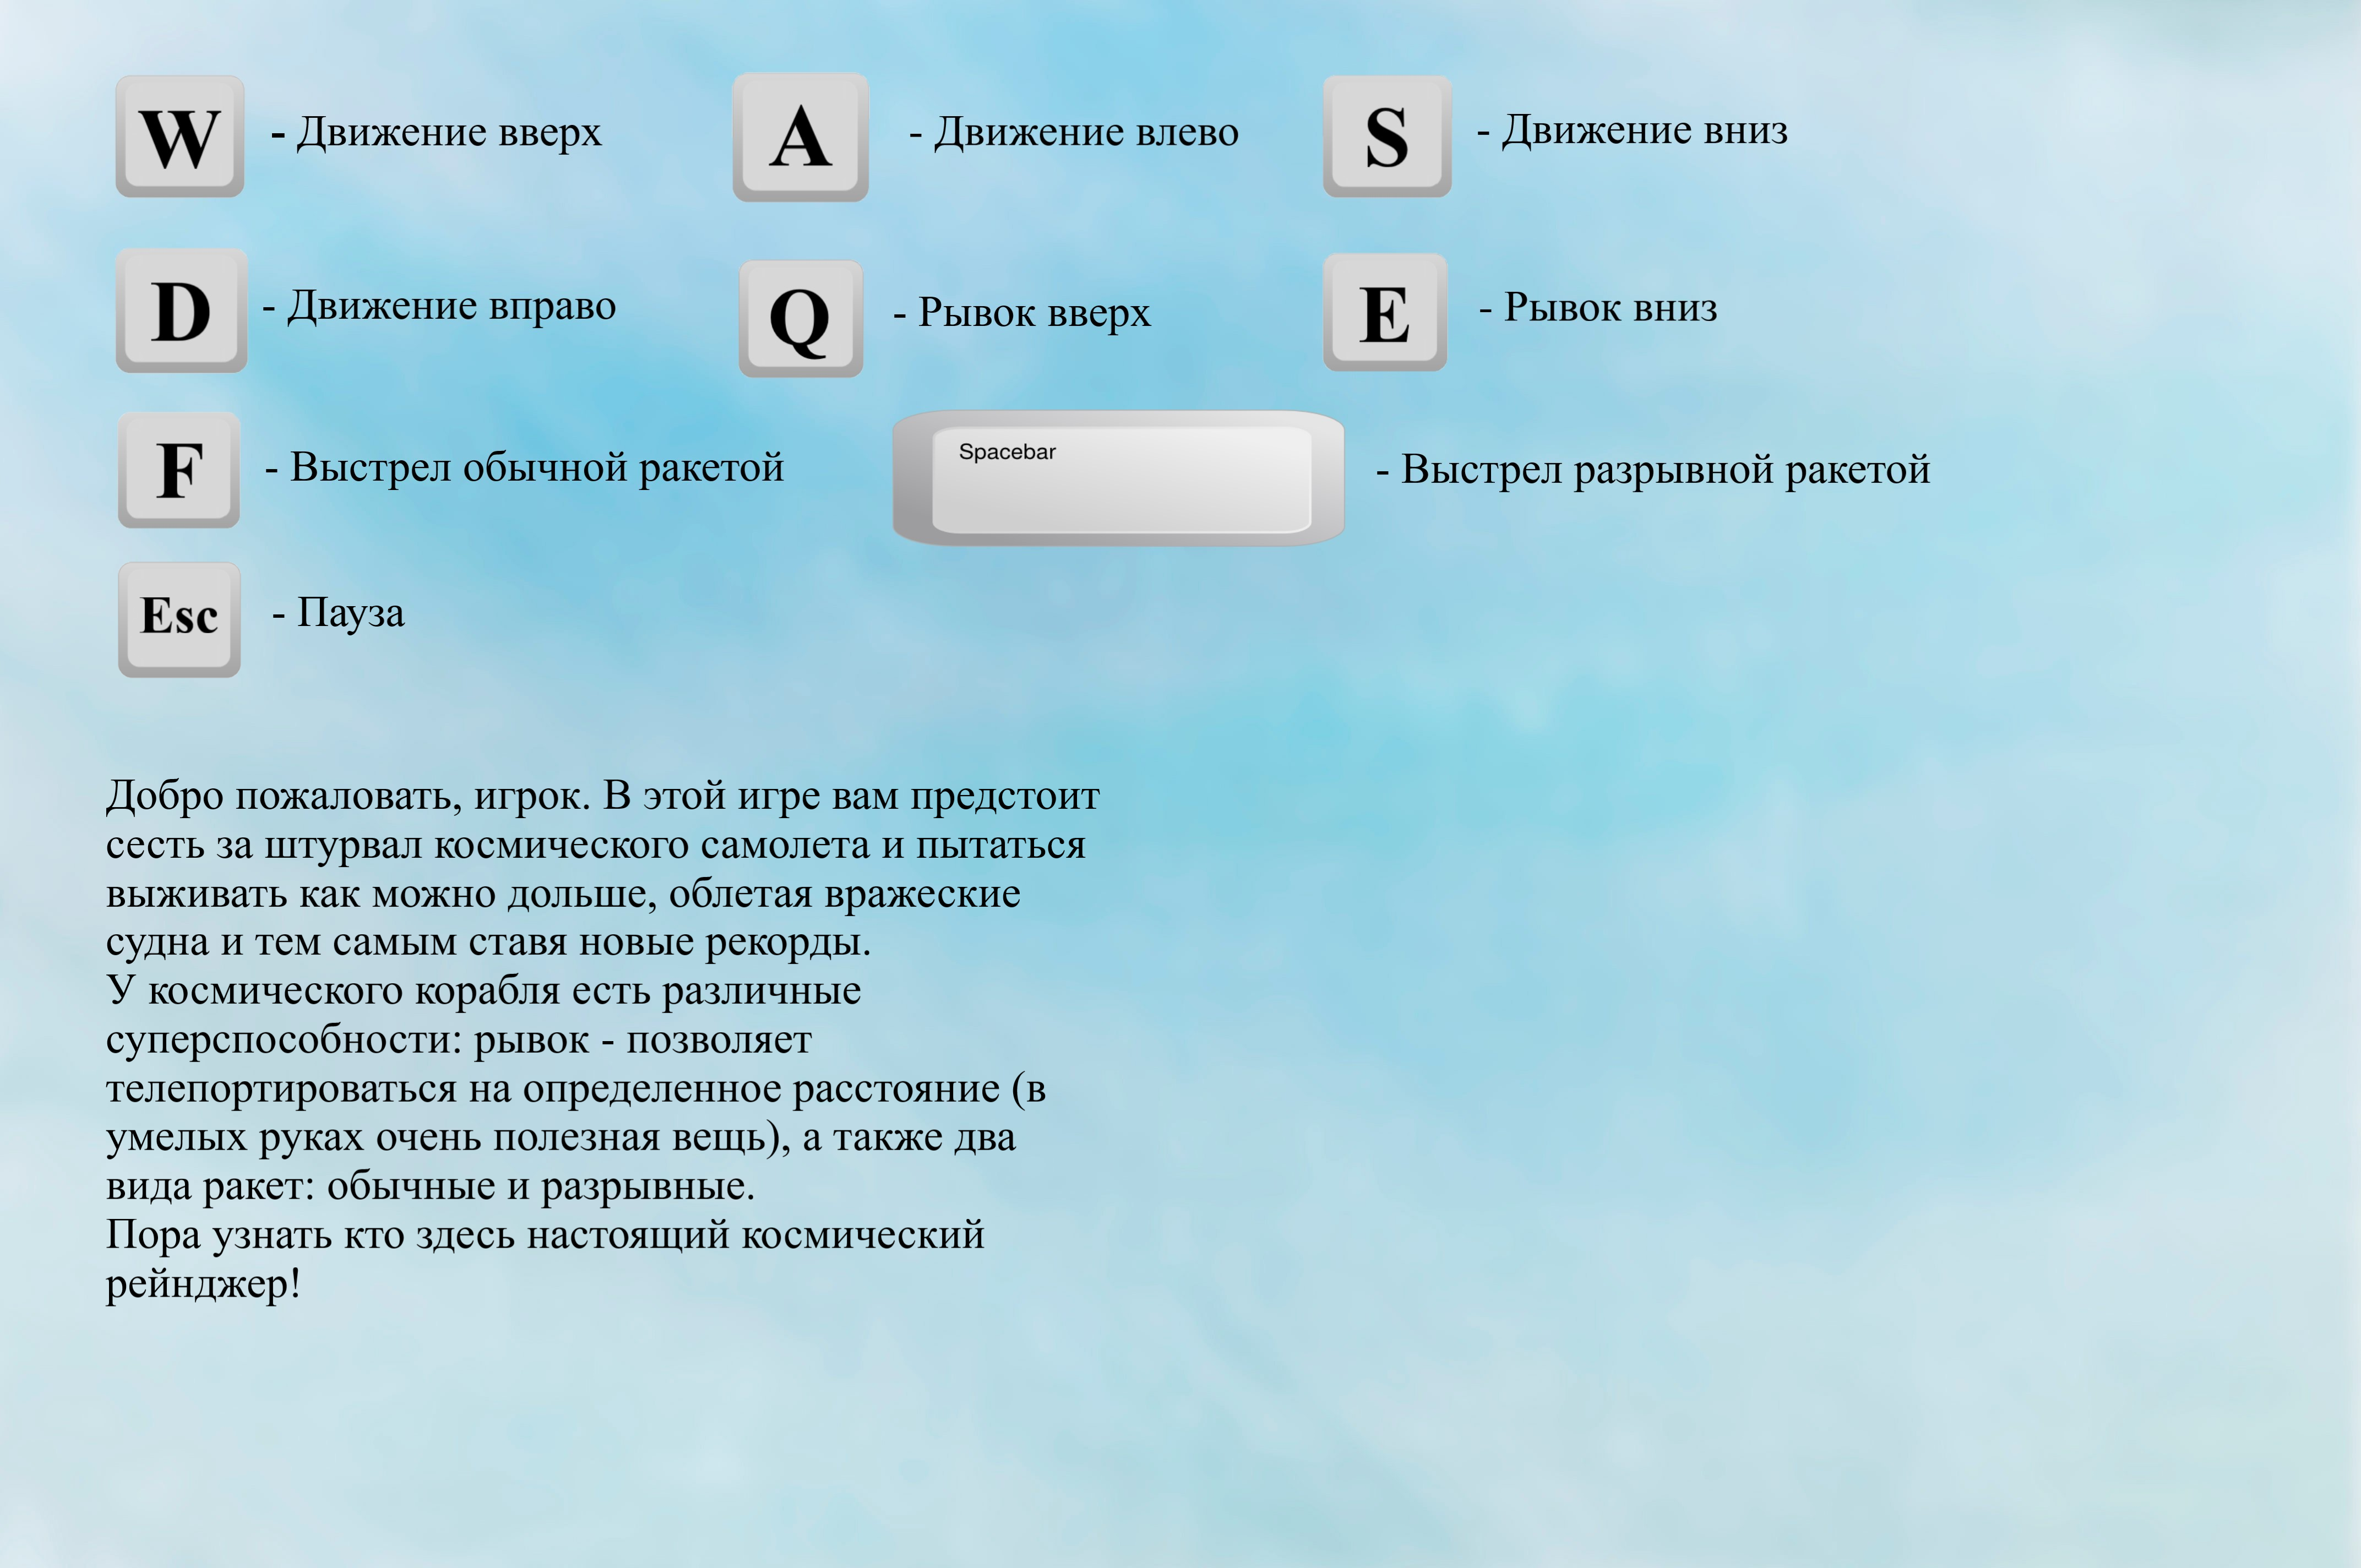 W - Движение вверх A - Движение влево S - Движение вниз
D - Движение вправо Q - Рывок вверх E - Рывок вниз
F - Выстрел обычной ракетой Spacebar - Выстрел разрывной ракетой
Esc - Пауза
Добро пожаловать, игрок. В этой игре вам предстоит
сесть за штурвал космического самолета и пытаться
выживать как можно дольше, облетая вражеские
судна и тем самым ставя новые рекорды.
У космического корабля есть различные
суперспособности: рывок - позволяет
телепортироваться на определенное расстояние (в
умелых руках очень полезная вещь), а также два
вида ракет: обычные и разрывные.
Пора узнать кто здесь настоящий космический
рейнджер!